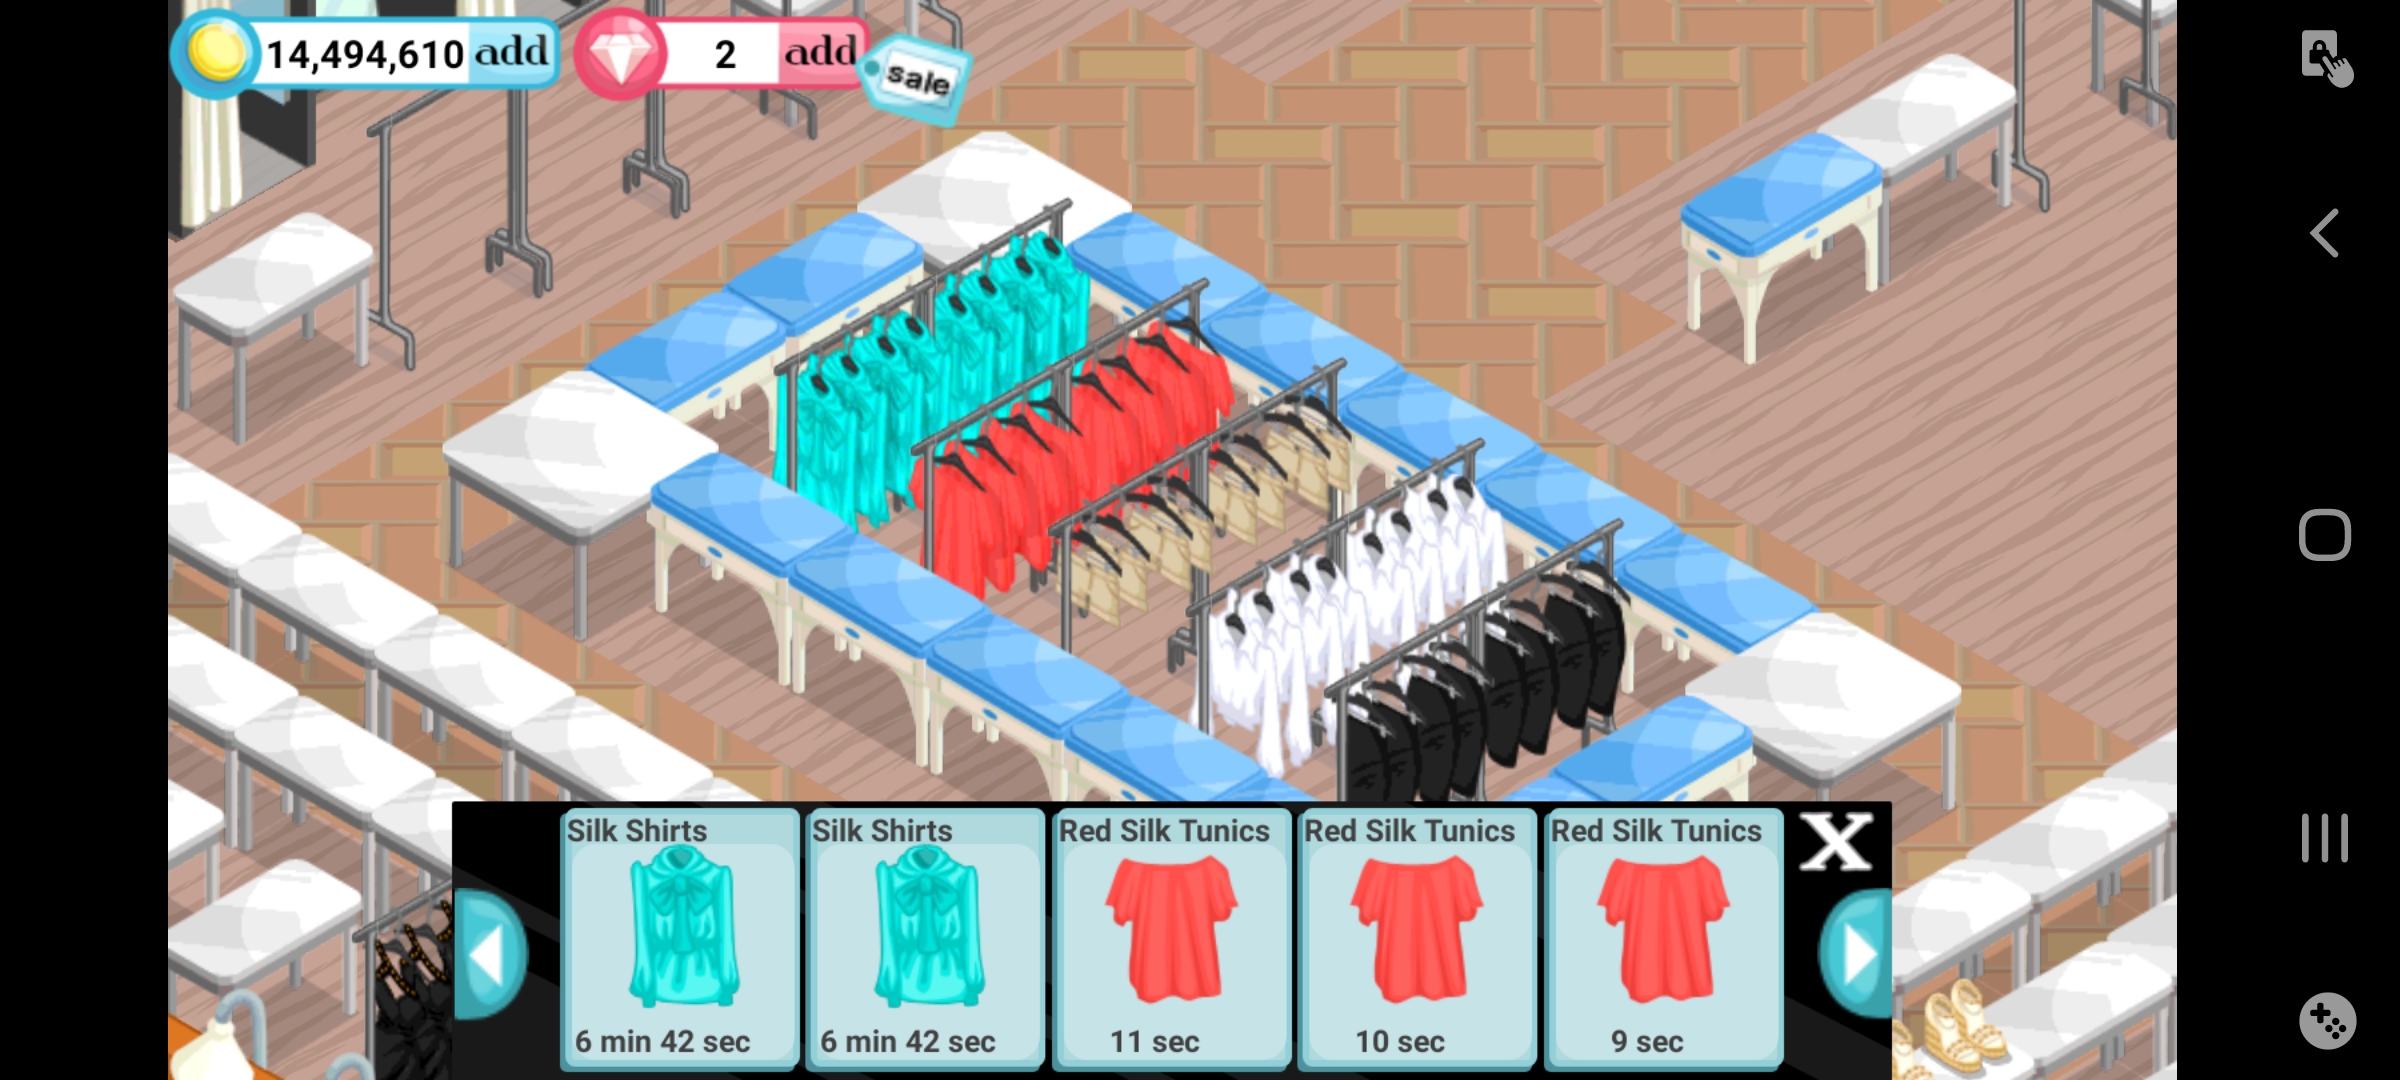 14,494,610 add
2 add
sale
Silk Shirts
6 min 42 sec
Silk Shirts
6 min 42 sec
Red Silk Tunics
11 sec
Red Silk Tunics
10 sec
Red Silk Tunics
9 sec
X